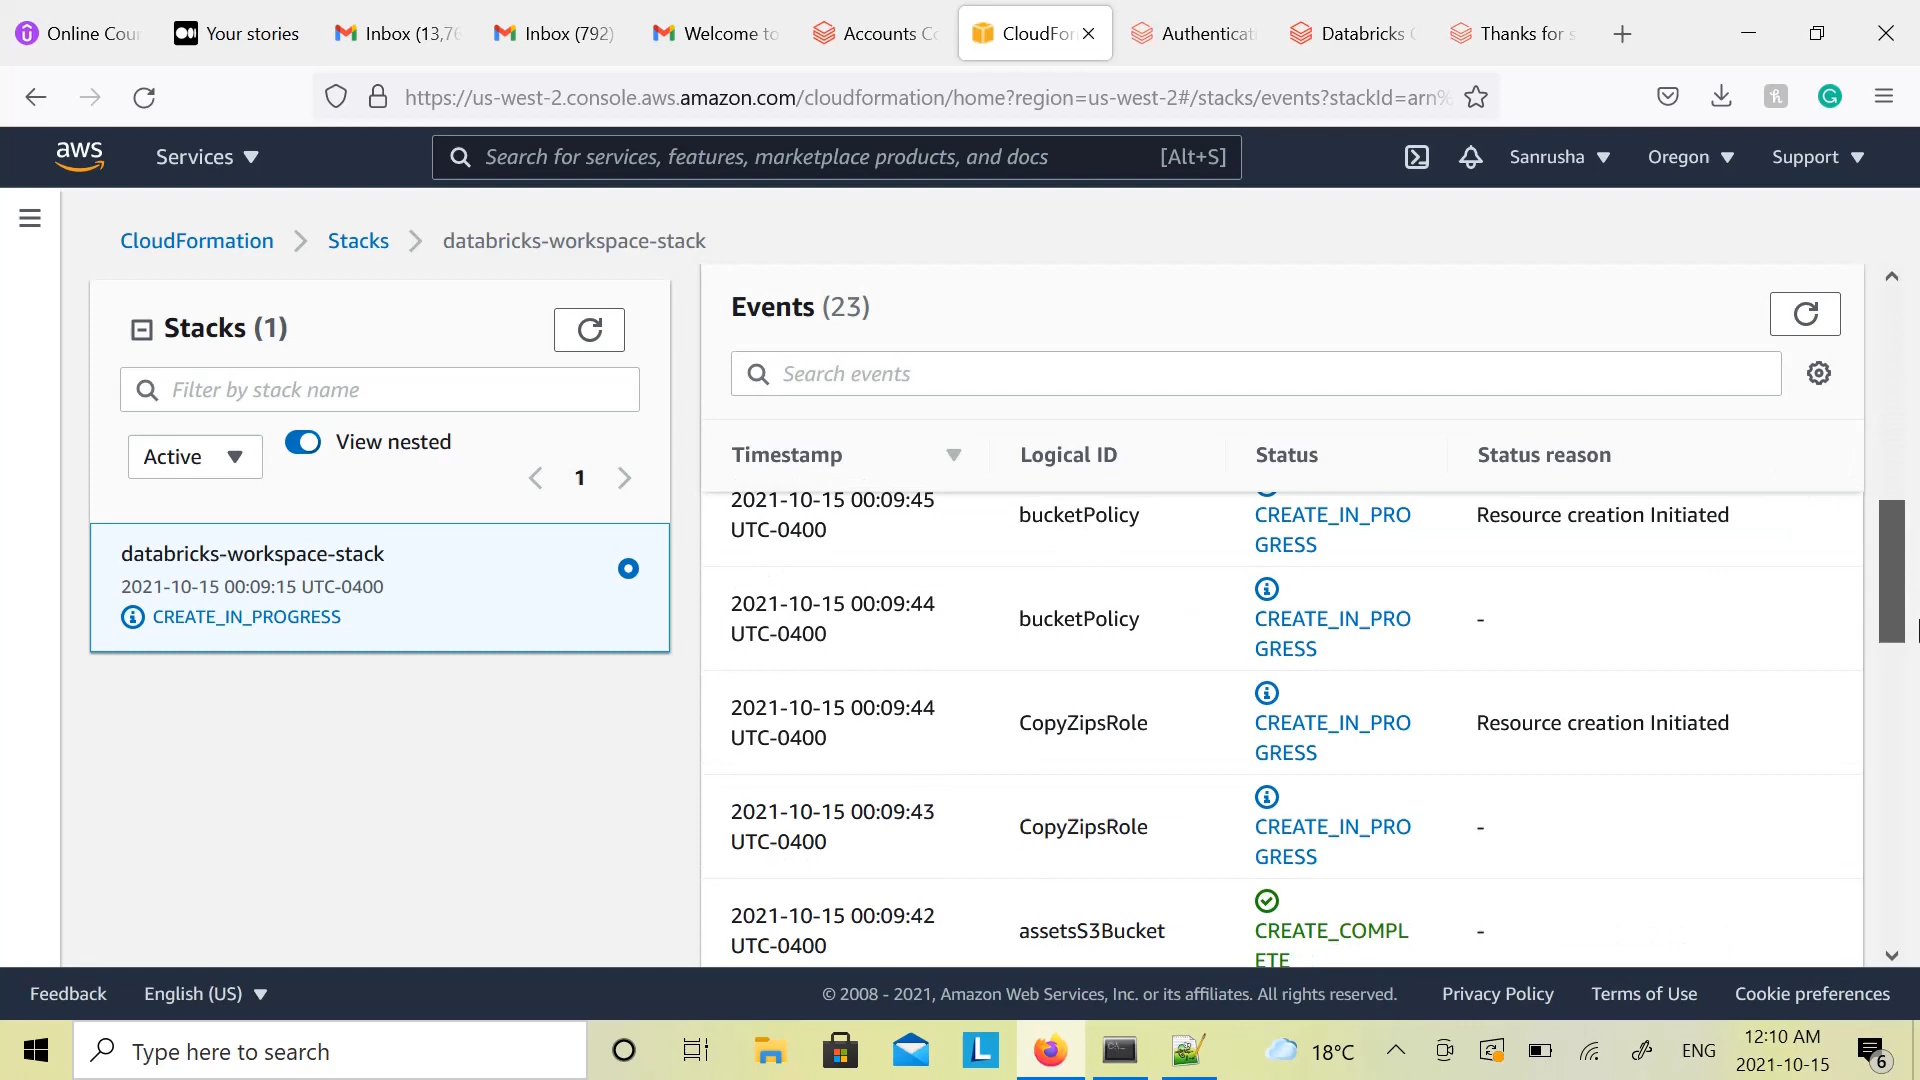 Online Cou
Your stories
Inbox (13,76
Inbox (792)
Welcome to
Accounts Co
CloudFor
Authenticati
Databricks
Thanks for s
https://us-west-2.console.aws.amazon.com/cloudformation/home?region=us-west-2#/stacks/events?stackId=arn%
aws
Services
Search for services, features, marketplace products, and docs
[Alt+S]
Sanrusha
Oregon
Support
CloudFormation
Stacks
databricks-workspace-stack
Stacks (1)
Filter by stack name
Active
View nested
1
databricks-workspace-stack
2021-10-15 00:09:15 UTC-0400
CREATE_IN_PROGRESS
Events (23)
Search events
Timestamp
Logical ID
Status
Status reason
2021-10-15 00:09:45
UTC-0400
bucketPolicy
CREATE_IN_PRO
GRESS
Resource creation Initiated
2021-10-15 00:09:44
UTC-0400
bucketPolicy
CREATE_IN_PRO
GRESS
-
2021-10-15 00:09:44
UTC-0400
CopyZipsRole
CREATE_IN_PRO
GRESS
Resource creation Initiated
2021-10-15 00:09:43
UTC-0400
CopyZipsRole
CREATE_IN_PRO
GRESS
-
2021-10-15 00:09:42
UTC-0400
assetsS3Bucket
CREATE_COMPL
ETE
-
Feedback
English (US)
© 2008 - 2021, Amazon Web Services, Inc. or its affiliates. All rights reserved.
Privacy Policy
Terms of Use
Cookie preferences
Type here to search
L
18°C
ENG
12:10 AM
2021-10-15
6